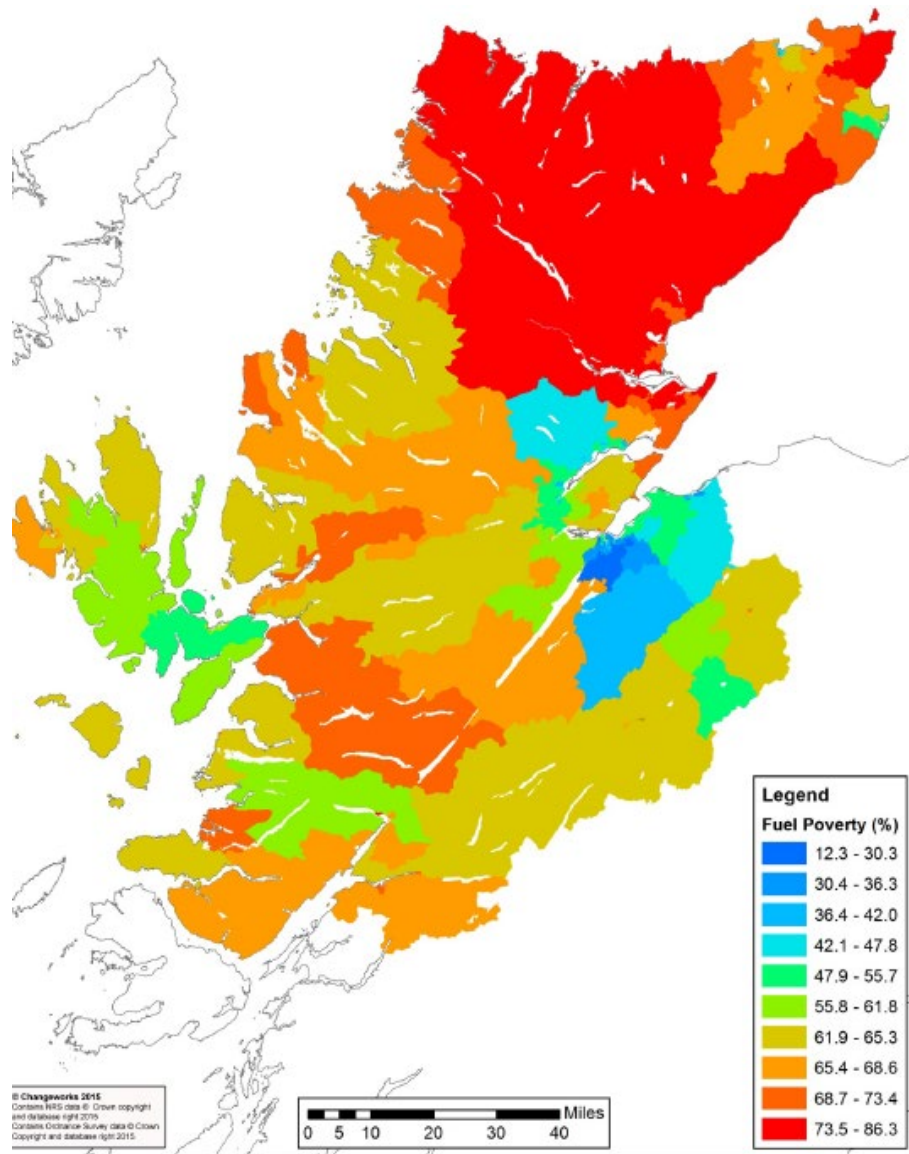 Legend
Fuel Poverty (%)
12.3 - 30.3
30.4 - 36.3
36.4 - 42.0
42.1 - 47.8
47.9 - 55.7
55.8 - 61.8
61.9 - 65.3
65.4 - 68.6
68.7 - 73.4
73.5 - 86.3
© Changeworks 2015
Contains NRS data © Crown copyright
and database right 2015
Contains Ordnance Survey data © Crown
Copyright and database right 2015
Miles
0 5 10 20 30 40